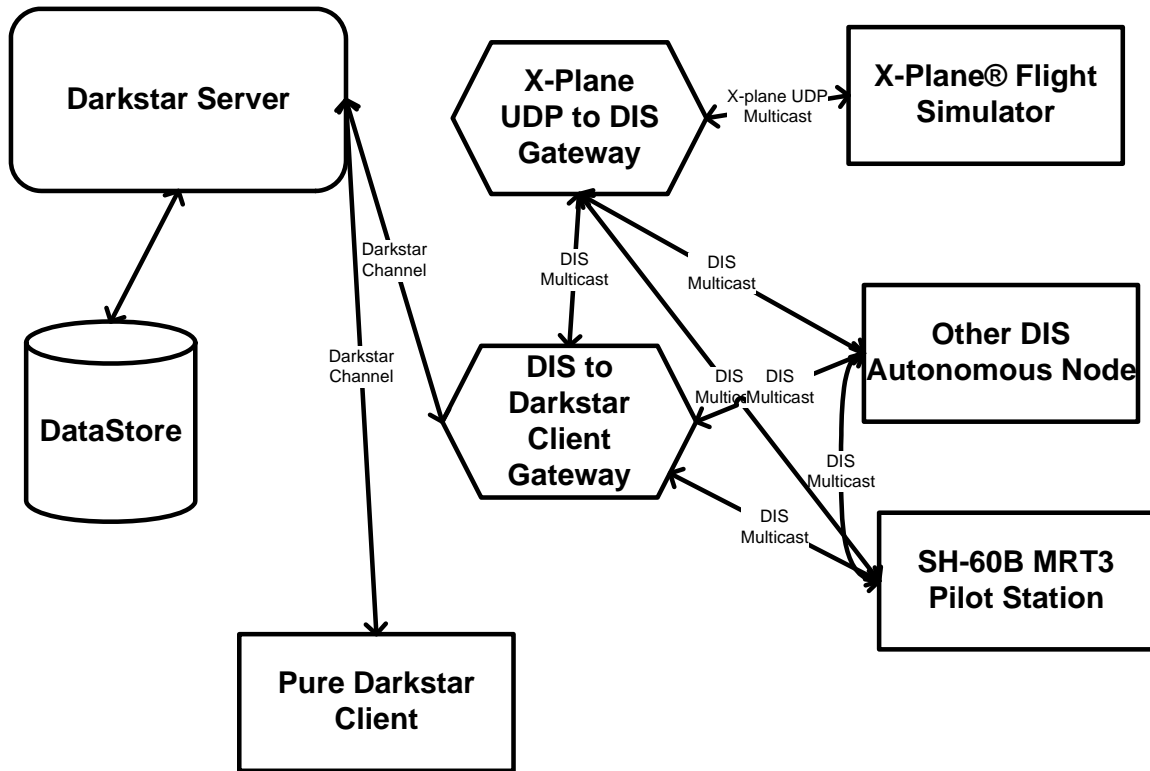 Darkstar Server
X-Plane
UDP to DIS
Gateway
X-plane UDP
Multicast
X-Plane® Flight
Simulator
Darkstar
Channel
DIS
Multicast
DIS
Multicast
Other DIS
Autonomous Node
Darkstar
Channel
DIS to
Darkstar
Client
Gateway
DIS
DIS
Multicast
DataStore
DIS
Multicast
DIS
Multicast
SH-60B MRT3
Pilot Station
Pure Darkstar
Client